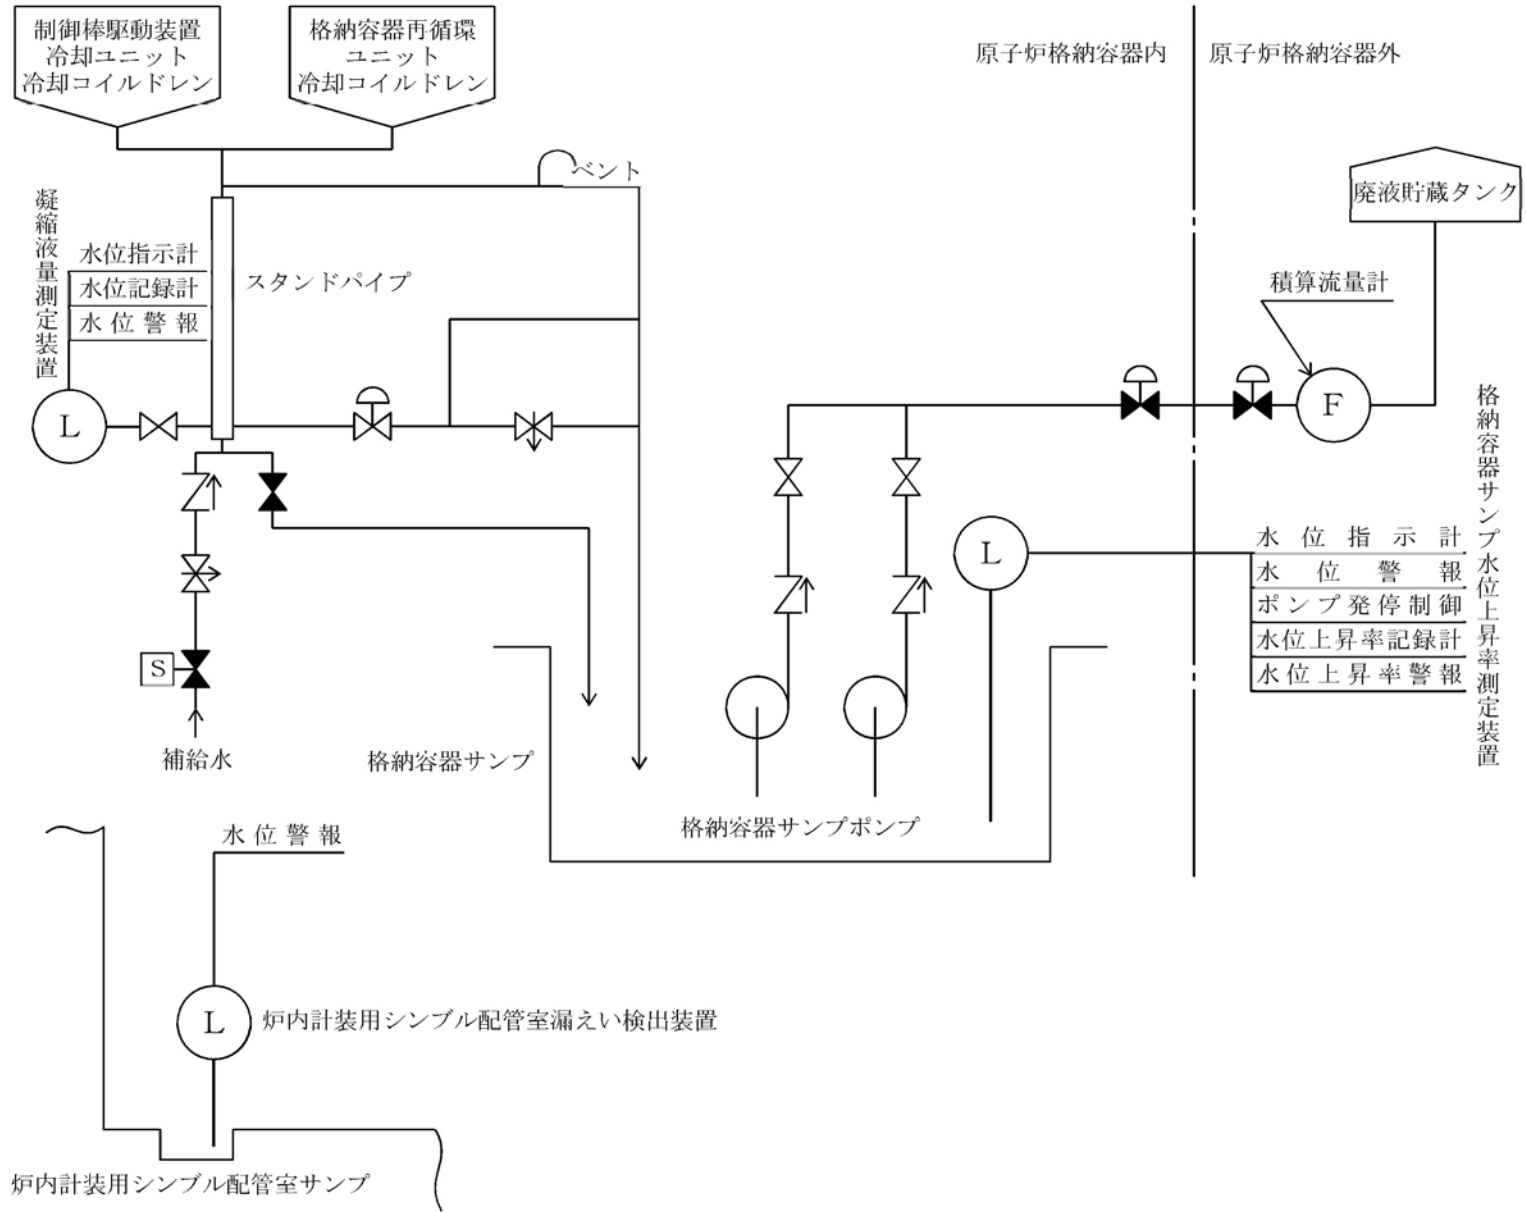 制御棒駆動装置
冷却ユニット
冷却コイルドレン
格納容器再循環
ユニット
冷却コイルドレン
原子炉格納容器内
原子炉格納容器外
ベント
廃液貯蔵タンク
凝縮液量測定装置
水位指示計
水位記録計
水位警報
スタンドパイプ
積算流量計
L
F
格納容器サンプ水位上昇率測定装置
L
水位指示計
水位警報
ポンプ発停制御
水位上昇率記録計
水位上昇率警報
S
補給水
格納容器サンプ
格納容器サンプポンプ
水位警報
L
炉内計装用シンブル配管室漏えい検出装置
炉内計装用シンブル配管室サンプ